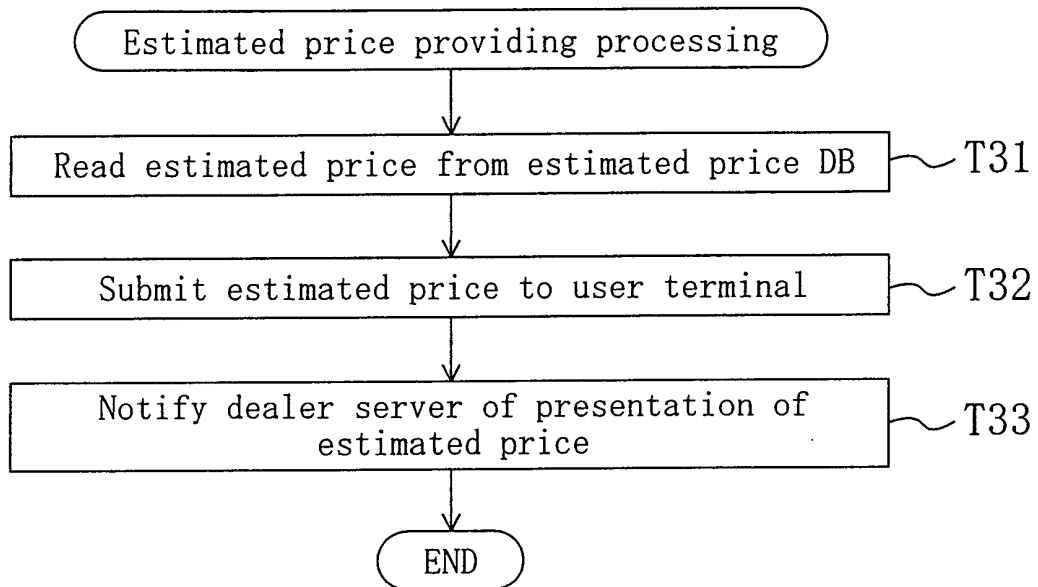 Estimated price providing processing
Read estimated price from estimated price DB
T31
Submit estimated price to user terminal
T32
Notify dealer server of presentation of
estimated price
T33
END